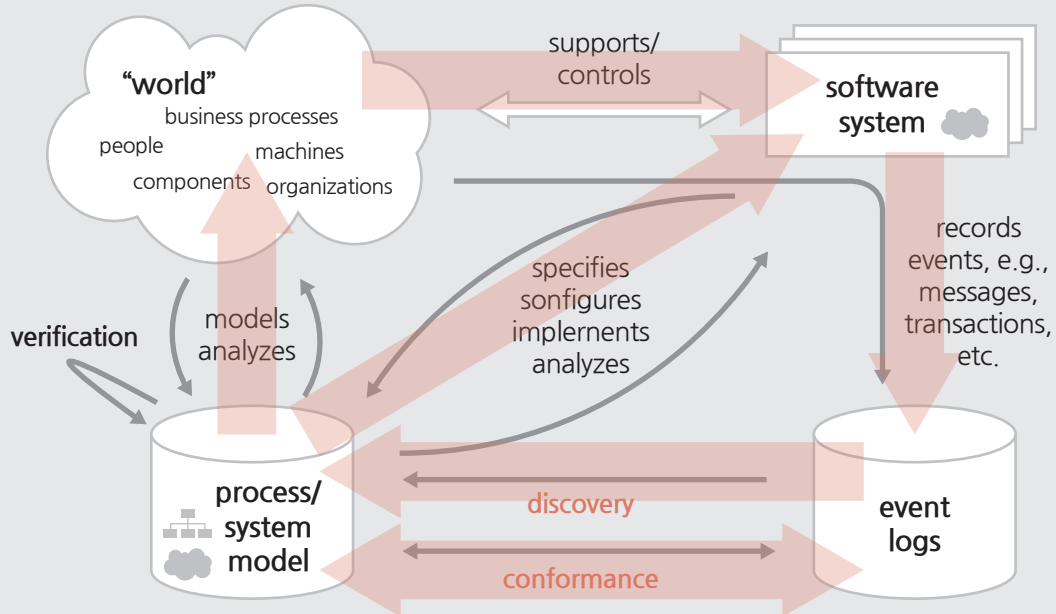 “world”
business processes
people
machines
components
organizations
supports/
controls
software
system
records
events, e.g.,
messages,
transactions,
etc.
specifies
sonfigures
implernents
analyzes
models
analyzes
verification
process/
system
model
discovery
conformance
event
logs